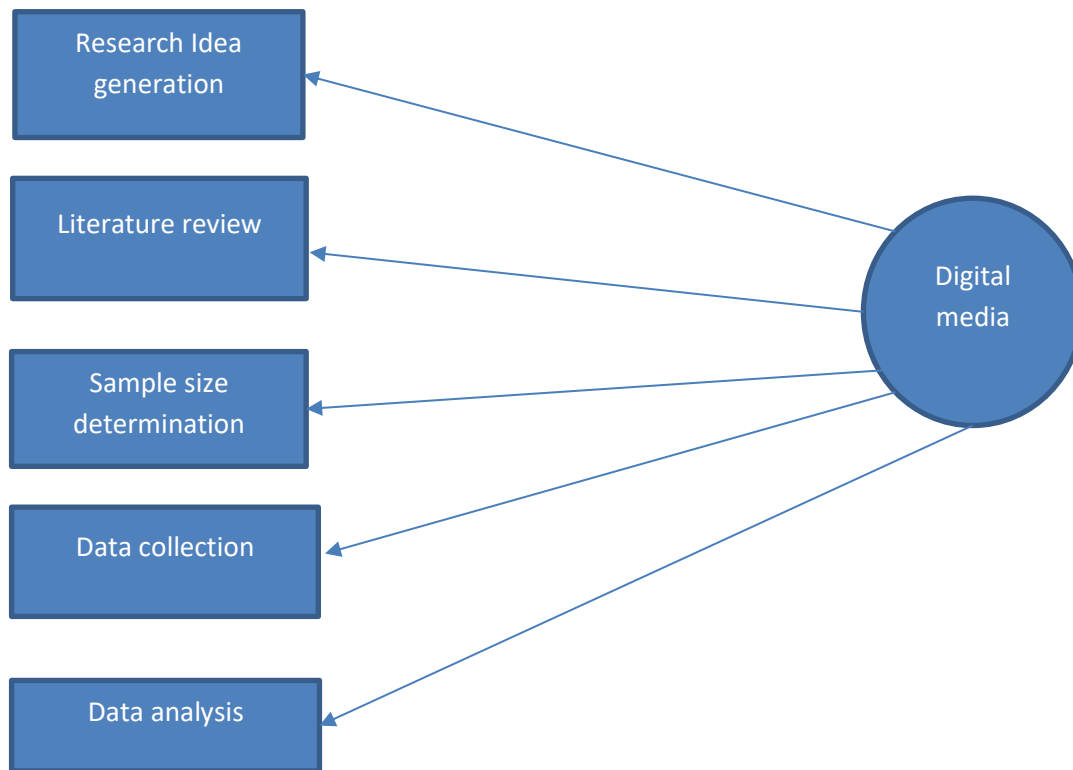 Research Idea
generation
Literature review
Digital
media
Sample size
determination
Data collection
Data analysis